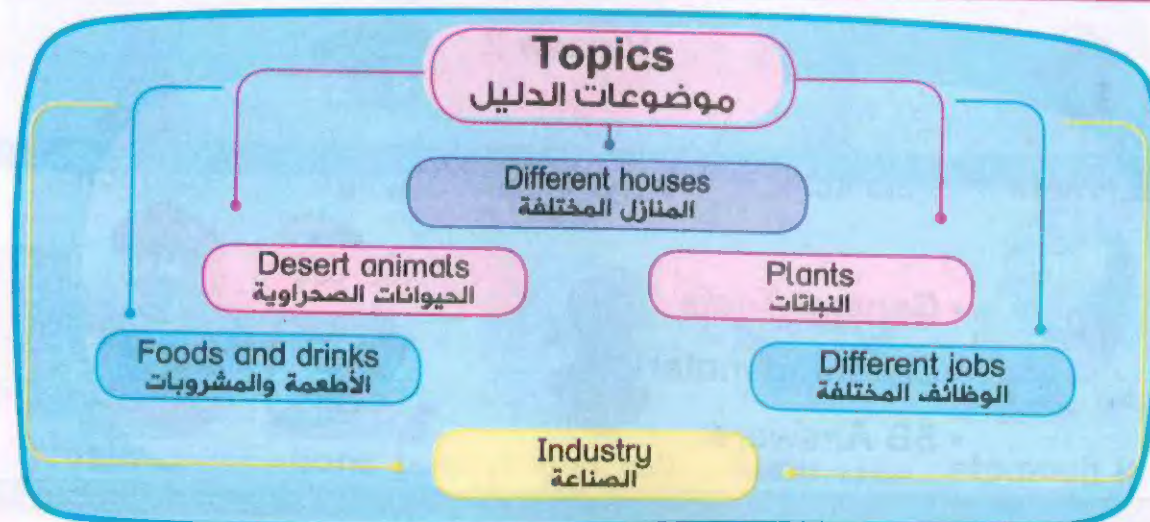 Topics
موضوعات الدليل
Different houses
المنازل المختلفة
Desert animals
الحيوانات الصحراوية
Plants
النباتات
Foods and drinks
الأطعمة والمشروبات
Different jobs
الوظائف المختلفة
Industry
الصناعة